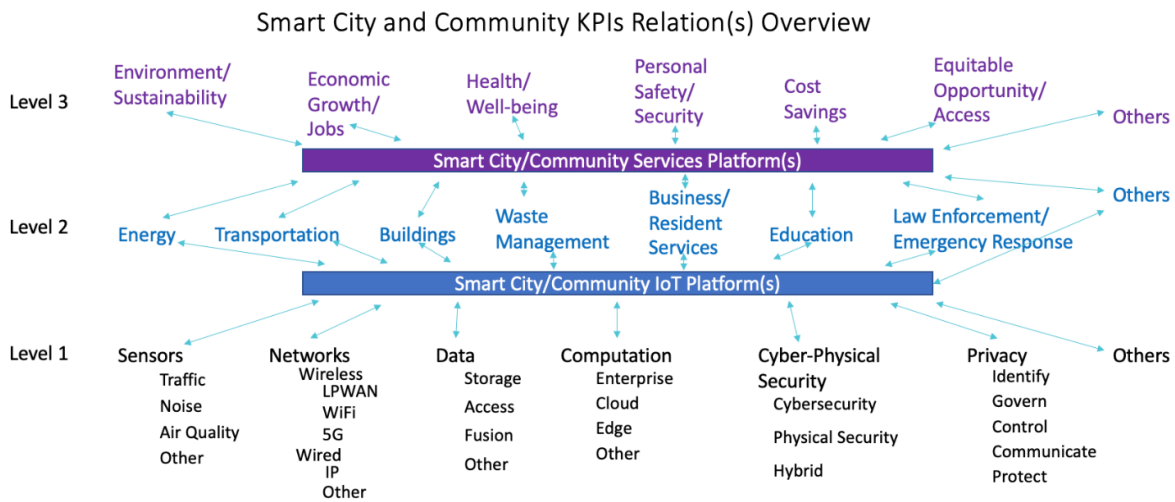 Smart City and Community KPIs Relation(s) Overview
Level 3
Environment/
Sustainability
Economic
Growth/
Jobs
Health/
Well-being
Personal
Safety/
Security
Cost
Savings
Equitable
Opportunity/
Access
Others
Smart City/Community Services Platform(s)
Level 2
Energy
Transportation
Buildings
Waste
Management
Business/
Resident
Services
Education
Law Enforcement/
Emergency Response
Others
Smart City/Community IoT Platform(s)
Level 1
Sensors
Traffic
Noise
Air Quality
Other
Networks
Wireless
LPWAN
WiFi
5G
Wired
IP
Other
Data
Storage
Access
Fusion
Other
Computation
Enterprise
Cloud
Edge
Other
Cyber-Physical
Security
Cybersecurity
Physical Security
Hybrid
Privacy
Identify
Govern
Control
Communicate
Protect
Others